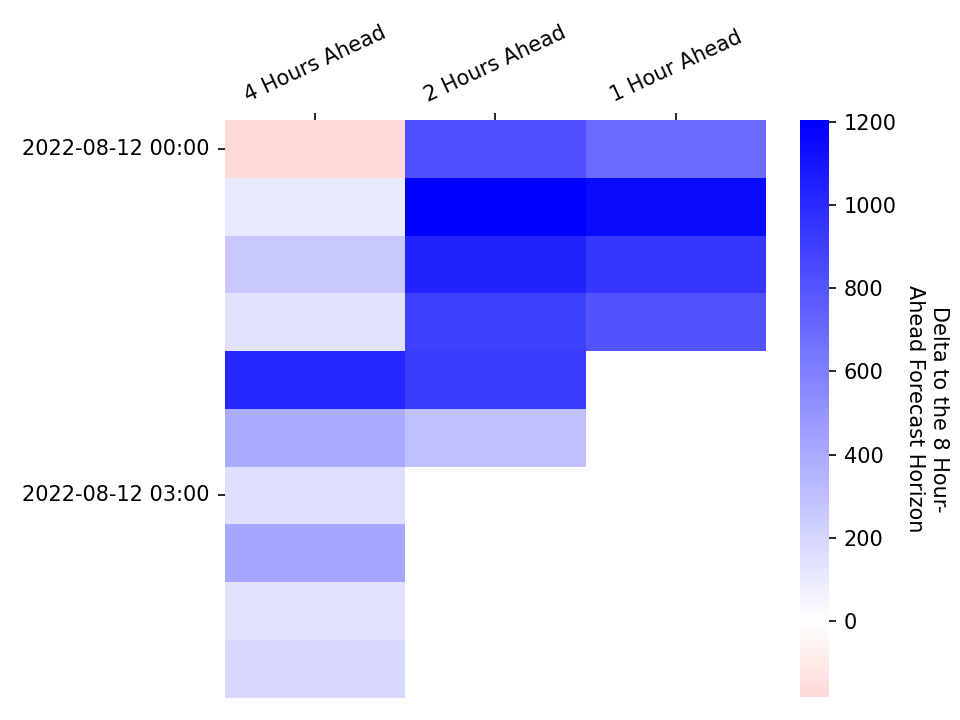 4 Hours Ahead
2 Hours Ahead
1 Hour Ahead
2022-08-12 00:00
2022-08-12 03:00
1200
1000
800
600
400
200
0
Delta to the 8 Hour-
Ahead Forecast Horizon